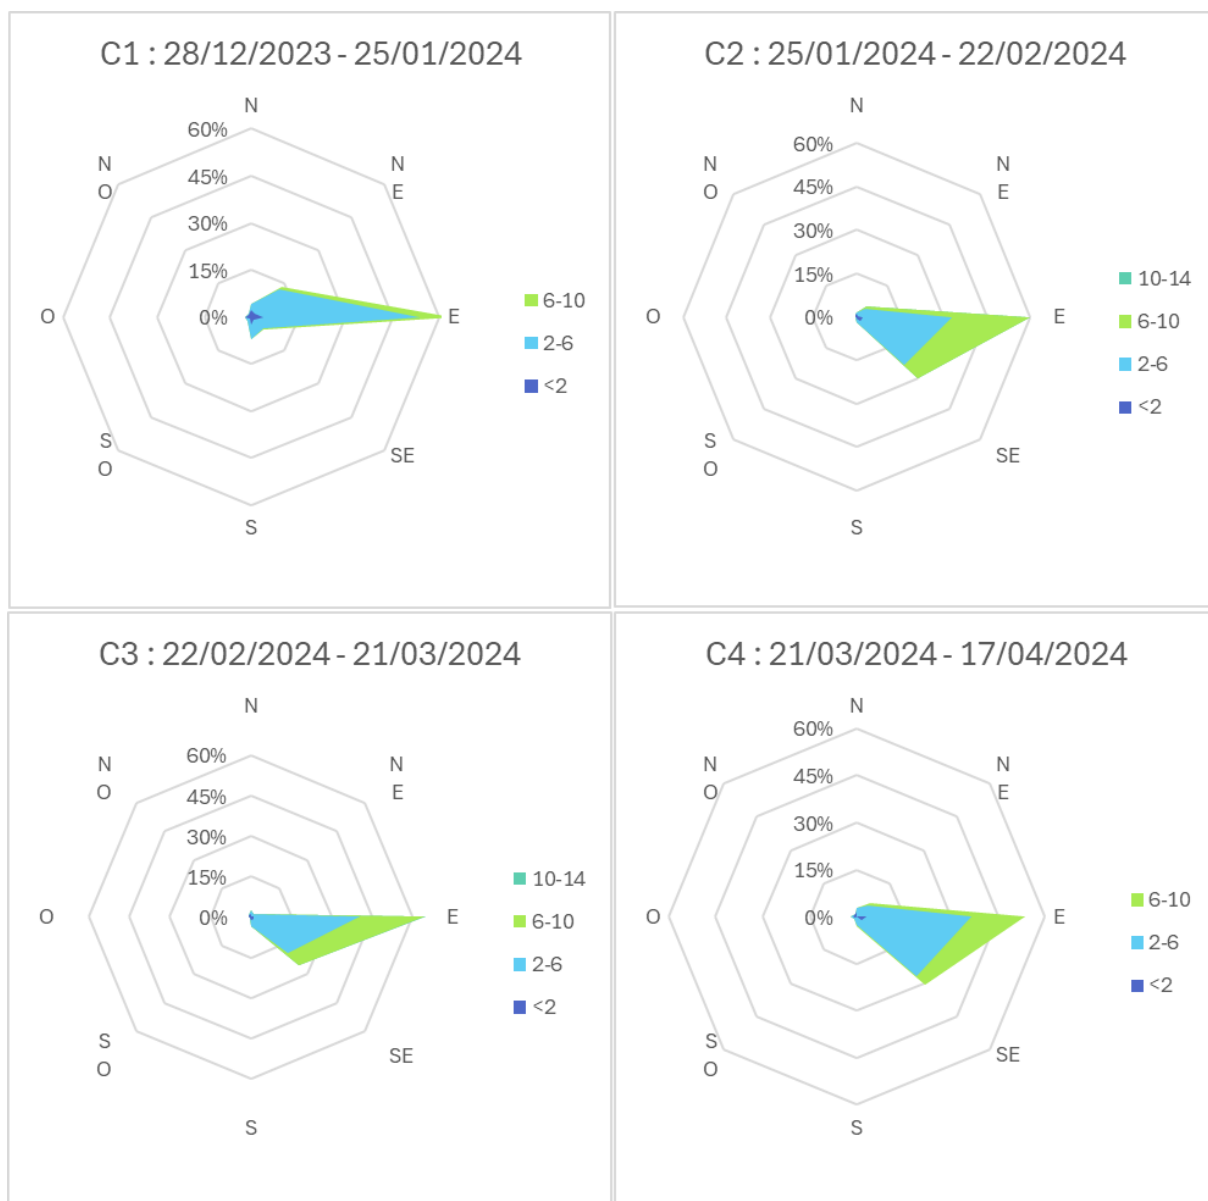 C1 : 28/12/2023 - 25/01/2024
N
60%
N
O
N
E
45%
30%
15%
O
0%
E
S
O
SE
S
6-10
2-6
<2
C2 : 25/01/2024 - 22/02/2024
N
60%
N
O
N
E
45%
30%
15%
O
0%
E
S
O
SE
S
10-14
6-10
2-6
<2
C3 : 22/02/2024 - 21/03/2024
N
60%
N
O
N
E
45%
30%
15%
O
0%
E
S
O
SE
S
10-14
6-10
2-6
<2
C4 : 21/03/2024 - 17/04/2024
N
60%
N
O
N
E
45%
30%
15%
O
0%
E
S
O
SE
S
6-10
2-6
<2